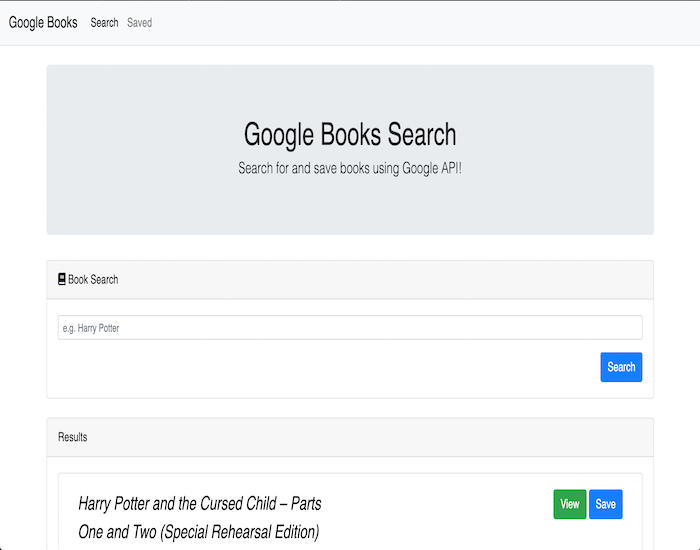 Google Books Search Saved
Google Books Search
Search for and save books using Google API!
Book Search
e.g. Harry Potter
Search
Results
Harry Potter and the Cursed Child – Parts
One and Two (Special Rehearsal Edition)
View Save